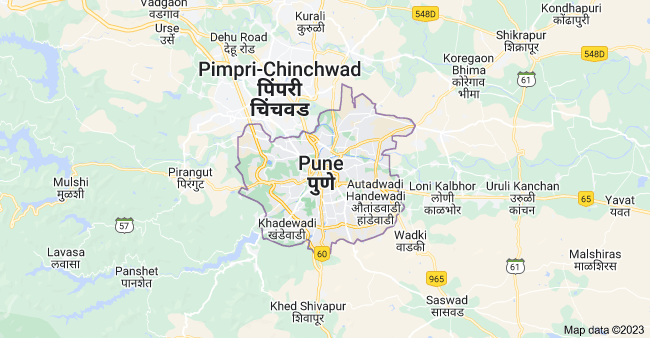 Vadgaon
वडगाव
Urse
उर्से
Dehu Road
देहू रोड
Kurali
कुरुळी
548D
Kondhapuri
कोंढापुरी
Shikrapur
शिक्रापूर
548D
Koregaon
Bhima
कोरेगाव
भीमा
61
Pimpri-Chinchwad
पिंपरी
चिंचवड
Pune
पुणे
Mulshi
मुळशी
Pirangut
पिरंगुट
Autadwadi
Handewadi
औताडवाडी
हांडेवाडी
Loni Kalbhor
लोणी
काळभोर
Uruli Kanchan
उरुळी
कांचन
65
Yavat
यवत
57
Khadewadi
खंडेवाडी
Wadki
वाडकी
60
Lavasa
लवासा
Panshet
पानशेत
61
Malshiras
माळशिरस
965
Khed Shivapur
शिवापूर
Saswad
सासवड
Map data ©2023